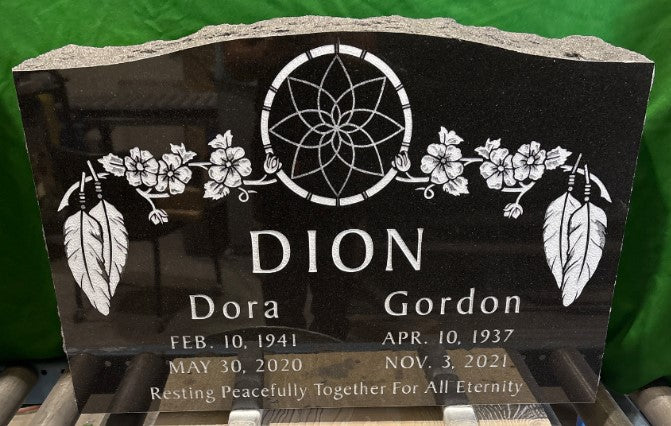 DION
Dora Gordon
FEB. 10, 1941 APR. 10, 1937
MAY 30, 2020 NOV. 3, 2021
Resting Peacefully Together For All Eternity